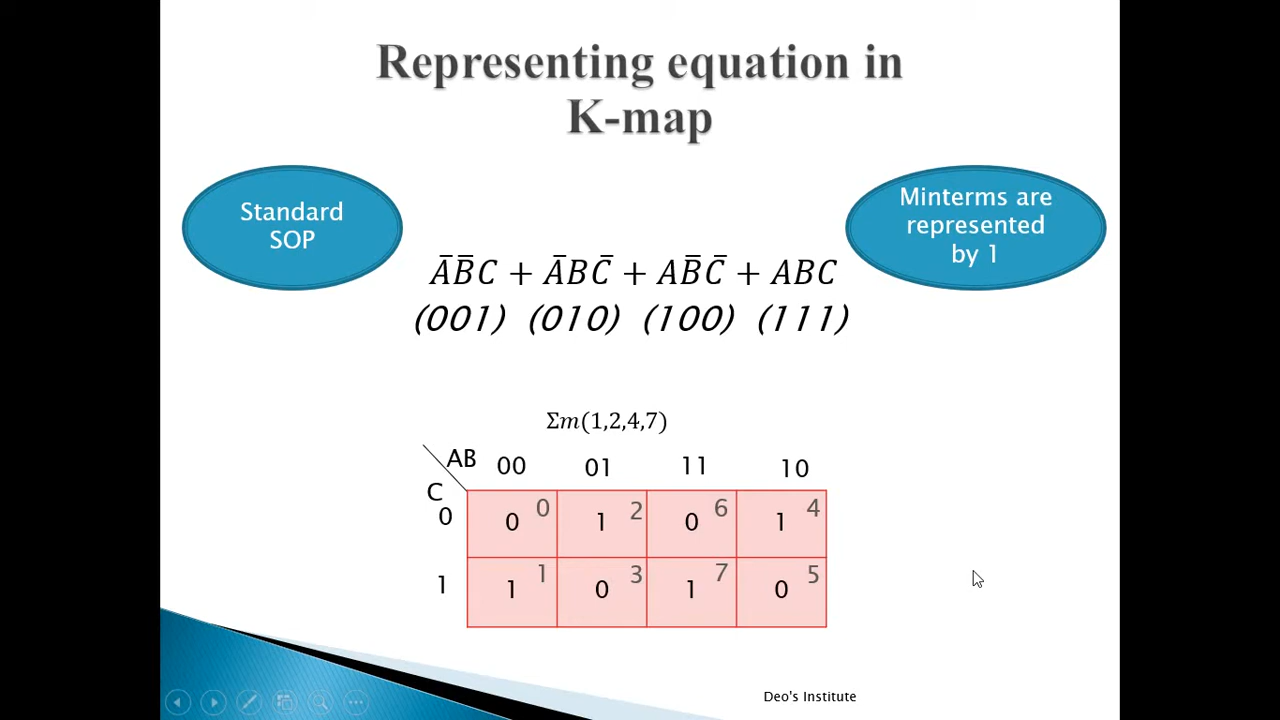 Representing equation in
K-map
Standard
SOP
Minterms are
represented
by 1
A̅B̅C + A̅BC̅ + AB̅C̅ + ABC
(001) (010) (100) (111)
Σm(1,2,4,7)
AB 00 01 11 10
C
0 0 0 1 2 0 6 1 4
1 1 1 0 3 1 7 0 5
Deo's Institute